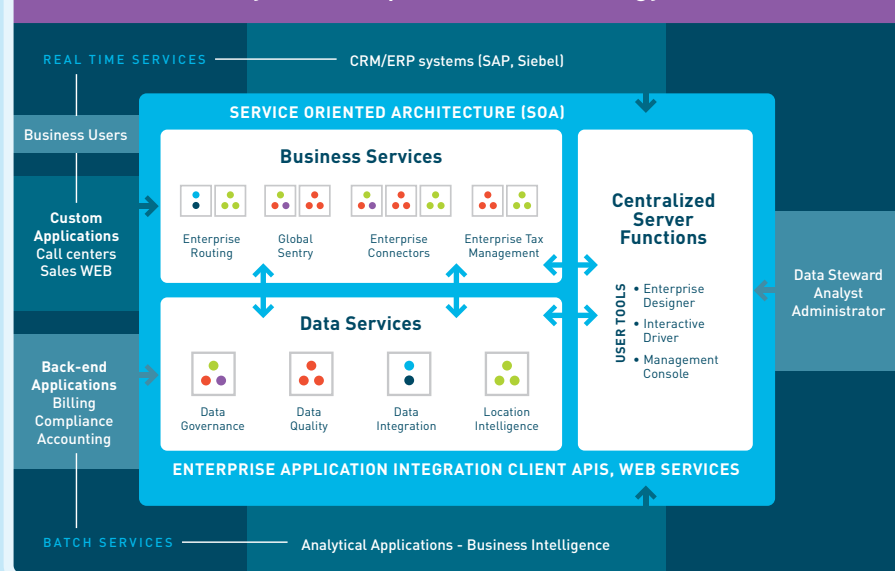 REAL TIME SERVICES
CRM/ERP systems (SAP, Siebel)
Business Users
Custom
Applications
Call centers
Sales WEB
Back-end
Applications
Billing
Compliance
Accounting
SERVICE ORIENTED ARCHITECTURE (SOA)
Business Services
Enterprise
Routing
Global
Sentry
Enterprise
Connectors
Enterprise Tax
Management
Data Services
Data
Governance
Data
Quality
Data
Integration
Location
Intelligence
Centralized
Server
Functions
USER TOOLS
• Enterprise
Designer
• Interactive
Driver
• Management
Console
ENTERPRISE APPLICATION INTEGRATION CLIENT APIS, WEB SERVICES
Data Steward
Analyst
Administrator
BATCH SERVICES
Analytical Applications - Business Intelligence